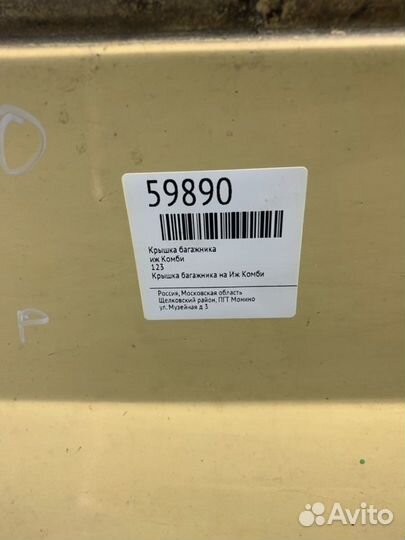 О
59890
Крышка багажника
иж Комби
123
Крышка багажника на Иж Комби
Россия, Московская область
Щелковский район, ПГТ Монино
ул. Музейная д 3
Р
Avito